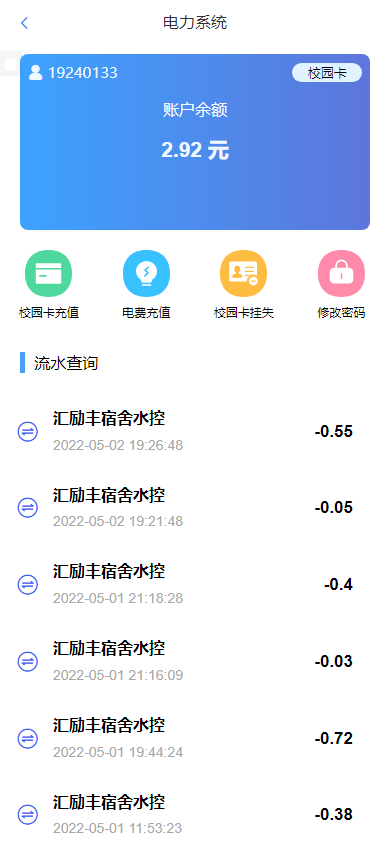 电力系统
19240133 校园卡
账户余额
2.92 元
校园卡充值 电费充值 校园卡挂失 修改密码
流水查询
汇励丰宿舍水控
2022-05-02 19:26:48
-0.55
汇励丰宿舍水控
2022-05-02 19:21:48
-0.05
汇励丰宿舍水控
2022-05-01 21:18:28
-0.4
汇励丰宿舍水控
2022-05-01 21:16:09
-0.03
汇励丰宿舍水控
2022-05-01 19:44:24
-0.72
汇励丰宿舍水控
2022-05-01 11:53:23
-0.38